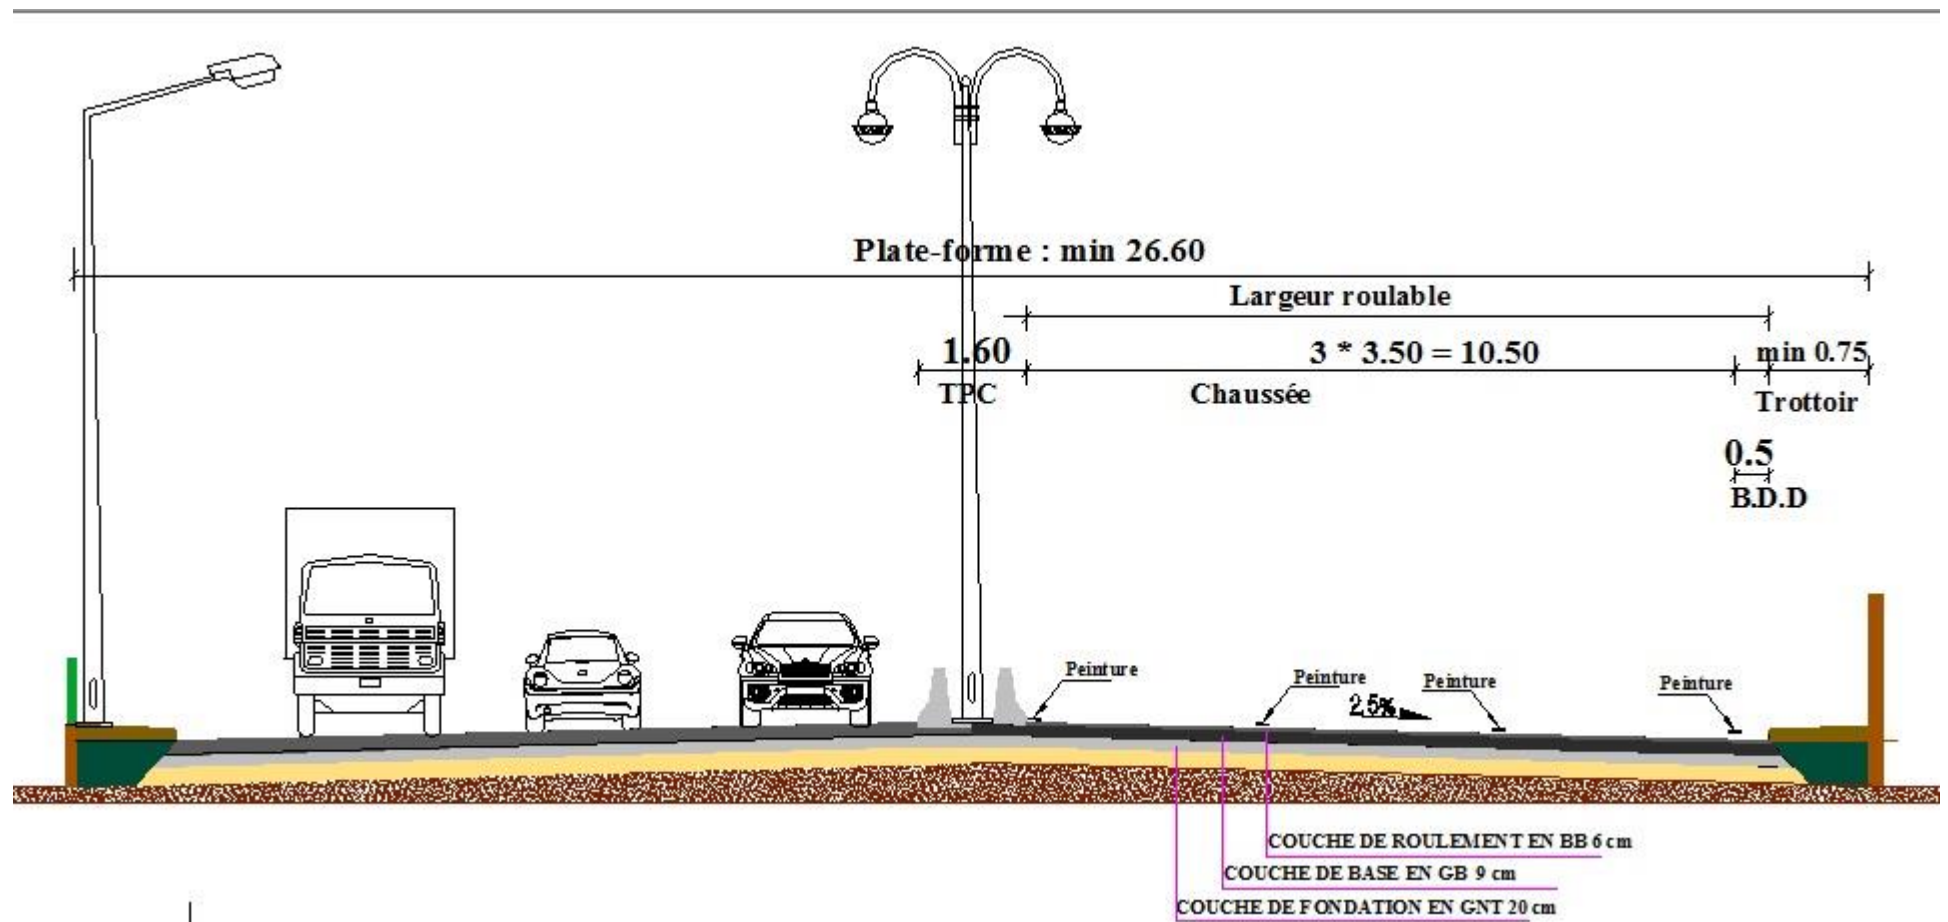 Plate-forme : min 26.60
Largeur roulable
1.60
3 * 3.50 = 10.50
min 0.75
TPC
Chaussée
Trottoir
0.5
B.D.D
Peinture
Peinture
Peinture
Peinture
2,5%
COUCHE DE ROULEMENT EN BB 6 cm
COUCHE DE BASE EN GB 9 cm
COUCHE DE FONDATION EN GNT 20 cm